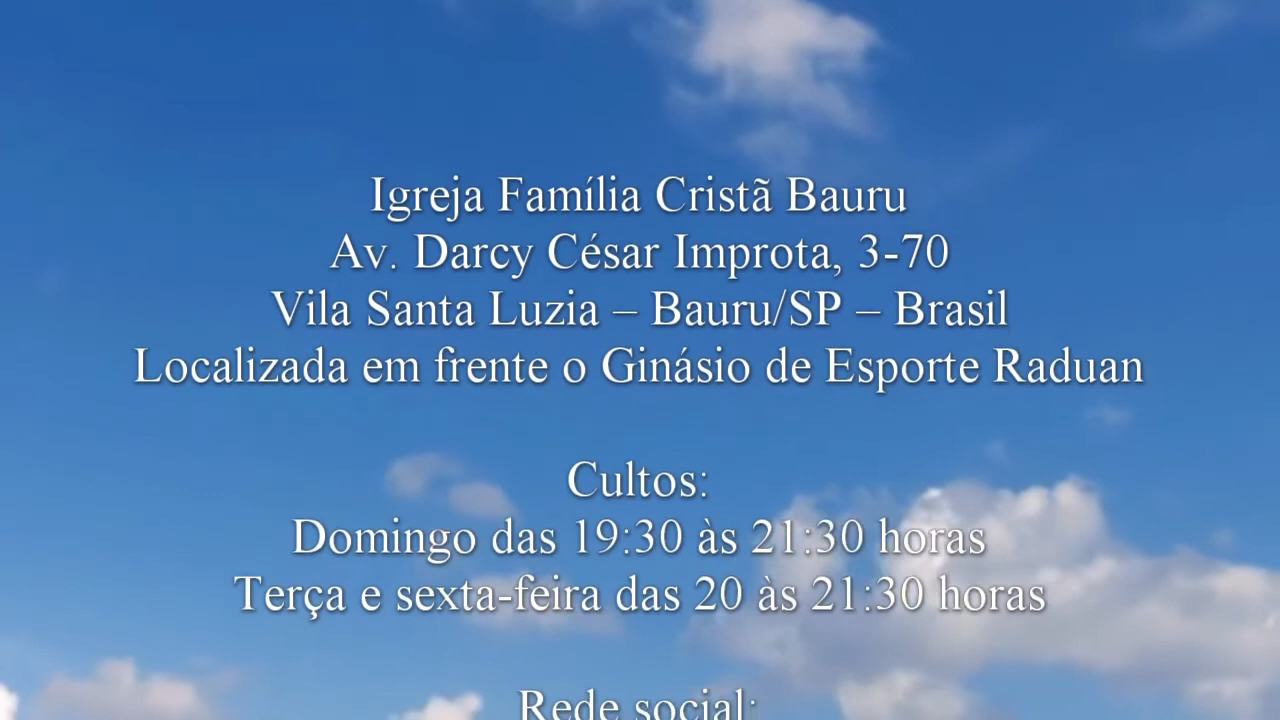 Igreja Família Cristã Bauru
Av. Darcy César Improta, 3-70
Vila Santa Luzia – Bauru/SP – Brasil
Localizada em frente o Ginásio de Esporte Raduan
Cultos:
Domingo das 19:30 às 21:30 horas
Terça e sexta-feira das 20 às 21:30 horas
Rede social: